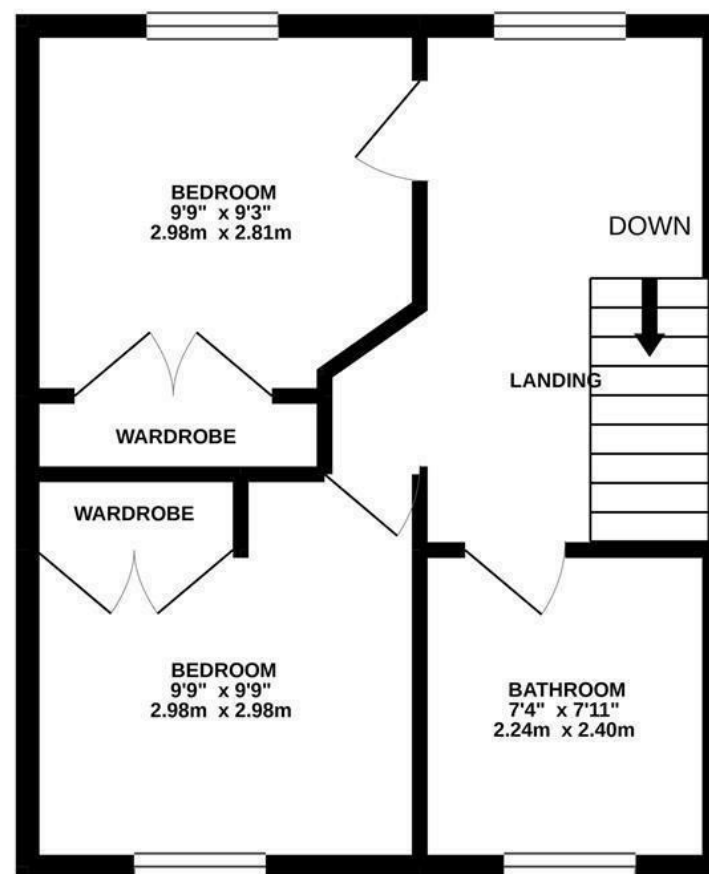 BEDROOM
9'9" x 9'3"
2.98m x 2.81m
DOWN
LANDING
WARDROBE
WARDROBE
BEDROOM
9'9" x 9'9"
2.98m x 2.98m
BATHROOM
7'4" x 7'11"
2.24m x 2.40m